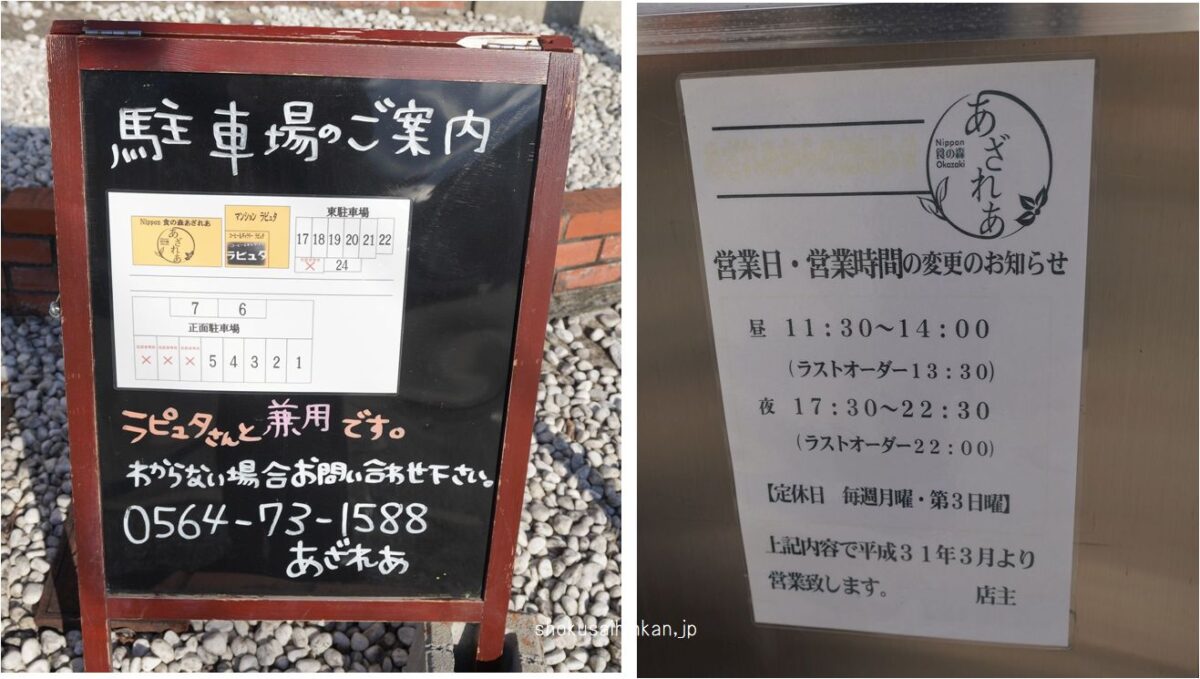 駐車場のご案内
Nippon 食の森あざれあ
あざれあ
マンション ラピュタ
ラピュタ
東駐車場
17 18 19 20 21 22
× 24
7 6
正面駐車場
× × × 5 4 3 2 1
ラピュタさんと兼用です。
わからない場合お問い合わせ下さい。
0564-73-1588
あざれあ
あざれあ
Nippon
食の森
Okazaki
営業日・営業時間の変更のお知らせ
昼 11:30～14:00
(ラストオーダー13:30)
夜 17:30～22:30
(ラストオーダー22:00)
【定休日 毎週月曜・第3日曜】
上記内容で平成31年3月より
営業致します。 店主
shokusaihinkan.jp